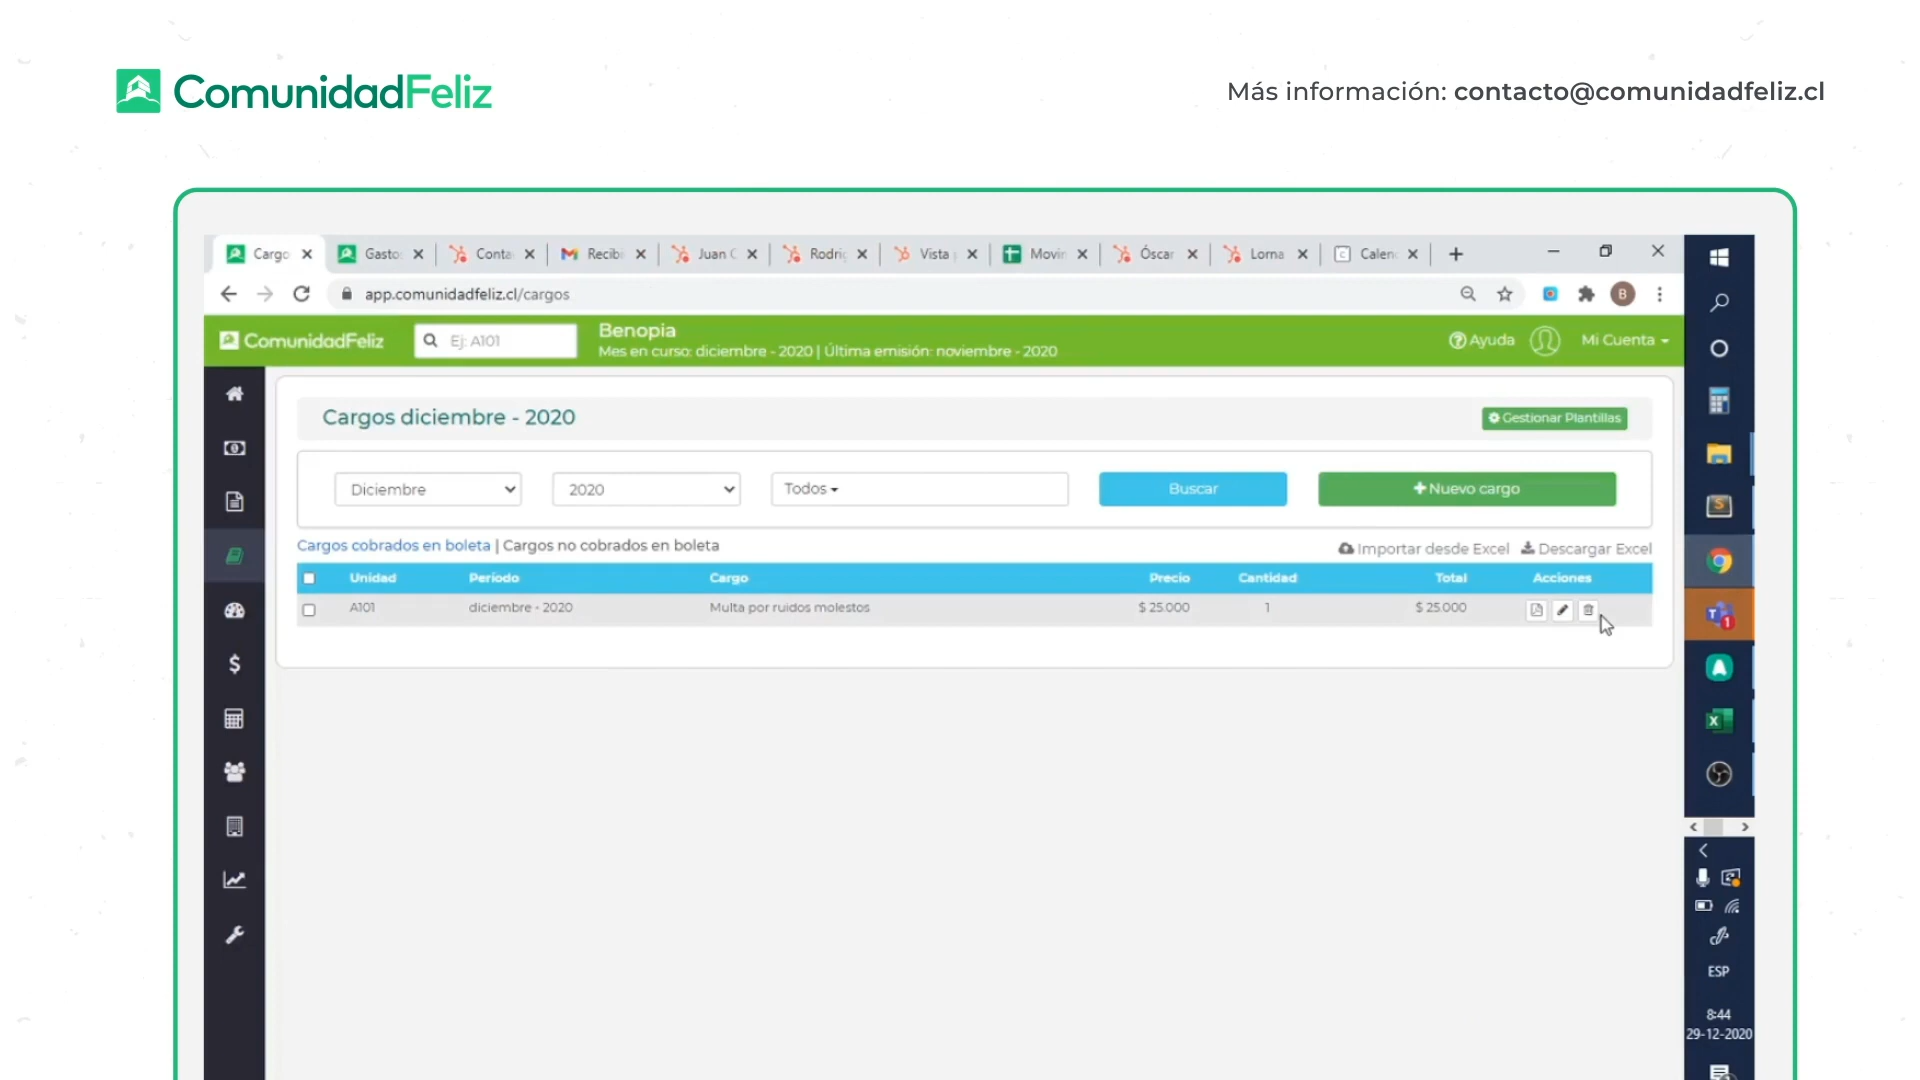 ComunidadFeliz
Más información: contacto@comunidadfeliz.cl
Cargo
Gasto
Conta
Recib
Juan C
Rodri
Vista
Movin
Óscar
Lorna
Calen
app.comunidadfeliz.cl/cargos
B
ComunidadFeliz
Ej: A101
Benopia
Mes en curso: diciembre - 2020 | Última emisión: noviembre - 2020
Ayuda
Mi Cuenta
Cargos diciembre - 2020
Gestionar Plantillas
Diciembre
2020
Todos
Buscar
Nuevo cargo
Cargos cobrados en boleta | Cargos no cobrados en boleta
Importar desde Excel
Descargar Excel
Unidad Periodo Cargo Precio Cantidad Total Acciones
A101 diciembre - 2020 Multa por ruidos molestos $ 25.000 1 $ 25.000
ESP
8:44
29-12-2020